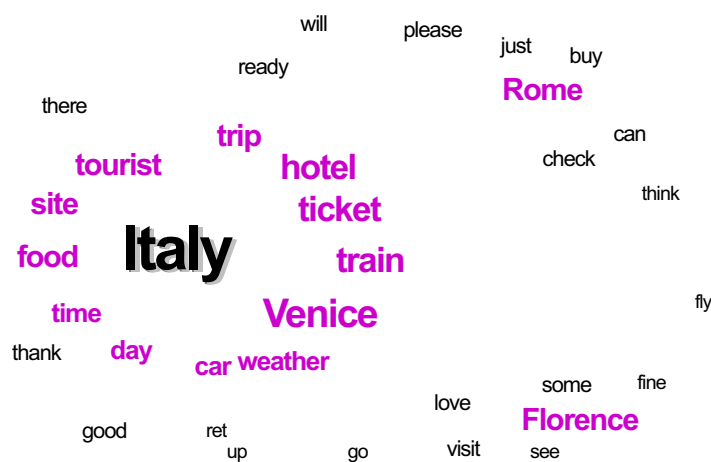 will
please
just
buy
ready
Rome
there
trip
can
tourist
hotel
check
site
ticket
think
Italy
food
train
time
Venice
fly
thank
day
car
weather
some
fine
love
Florence
good
ret
up
go
visit
see